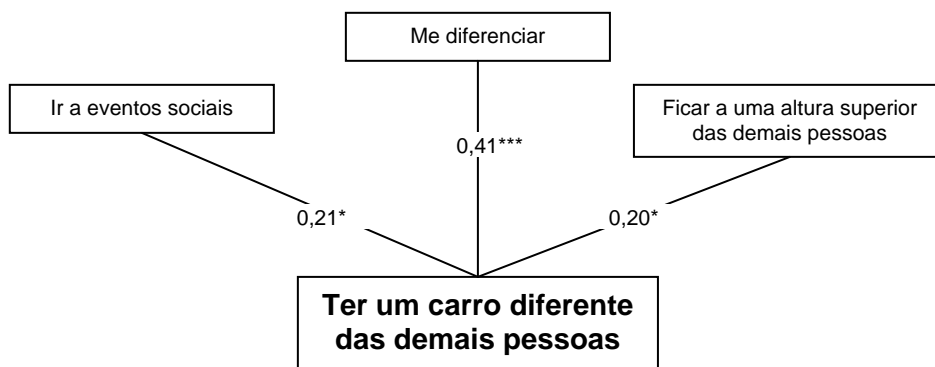 Me diferenciar
Ir a eventos sociais
Ficar a uma altura superior
das demais pessoas
0,41***
0,21*
0,20*
Ter um carro diferente
das demais pessoas